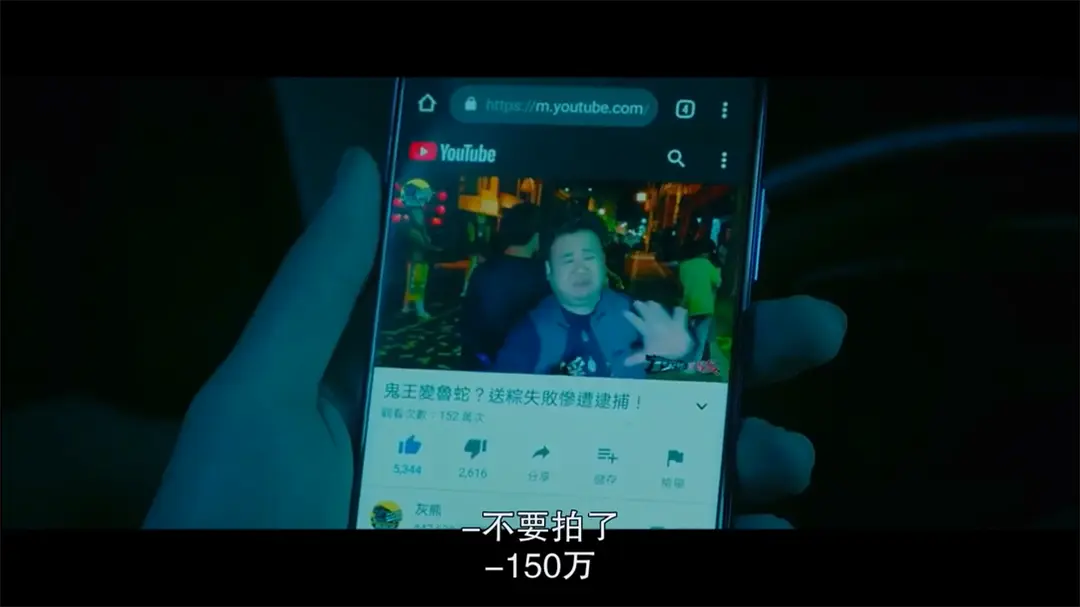 4
https://m.youtube.com/
YouTube
鬼王變魯蛇？送粽失敗慘遭逮捕！
觀看次數：152 萬次
5,344
2,616
分享
儲存
檢舉
灰熊
-不要拍了
-150万